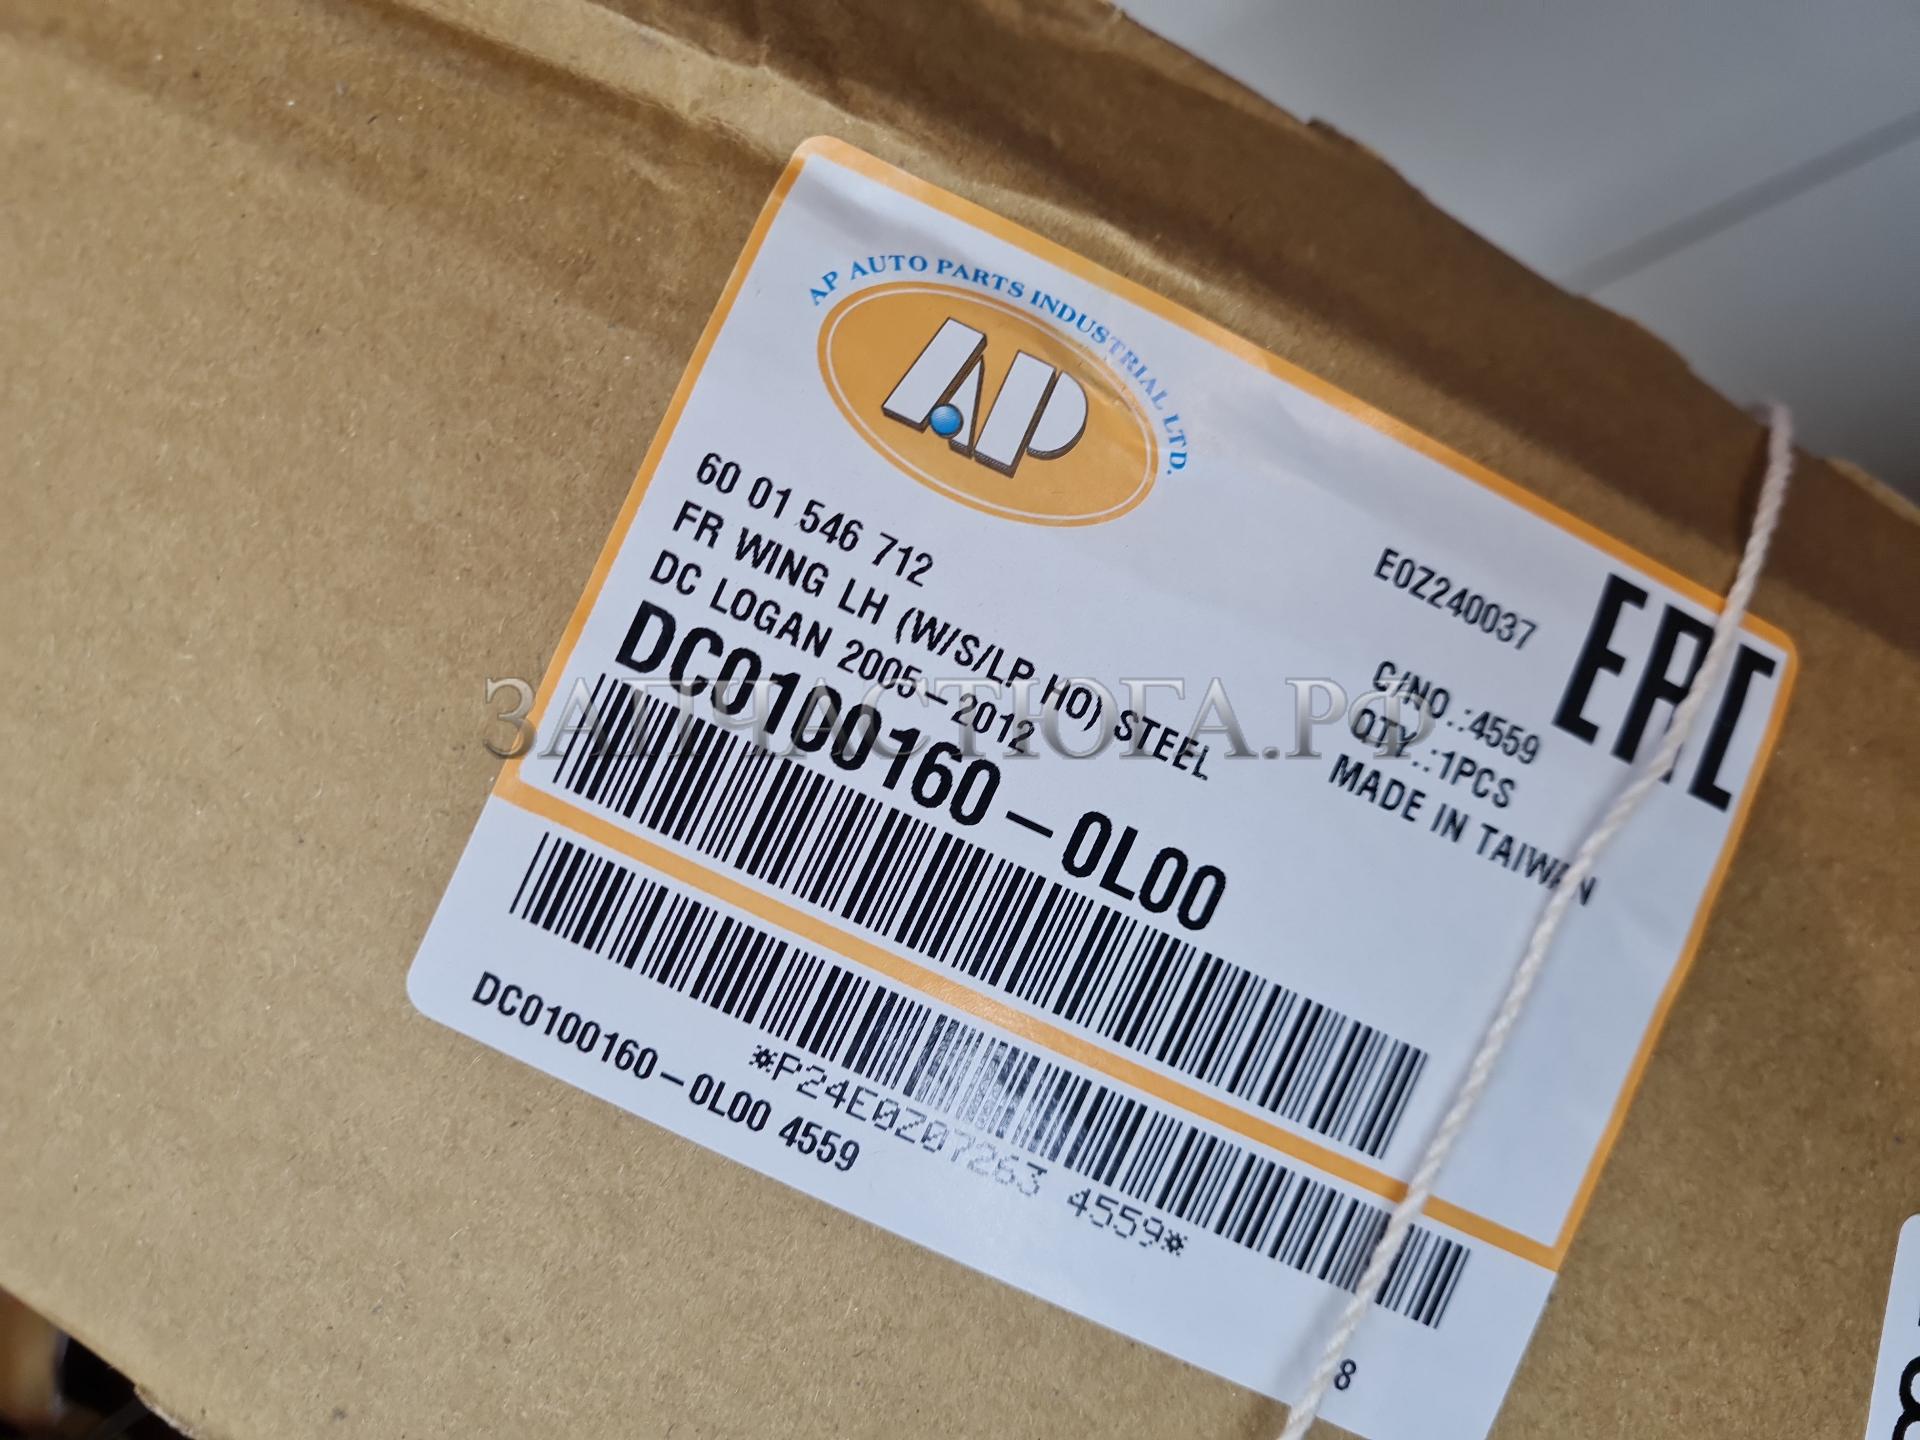 AP AUTO PARTS INDUSTRIAL LTD.
AP
60 01 546 712
FR WING LH (W/S/LP HO) STEEL
DC LOGAN 2005-2012
DC0100160-0L00
E0Z240037
C/NO.:4559
QTY.:1PCS
MADE IN TAIWAN
EAC
ЗАПЧАСТЮГА.РФ
*P24E0Z07263 4559*
DC0100160-0L00 4559
8